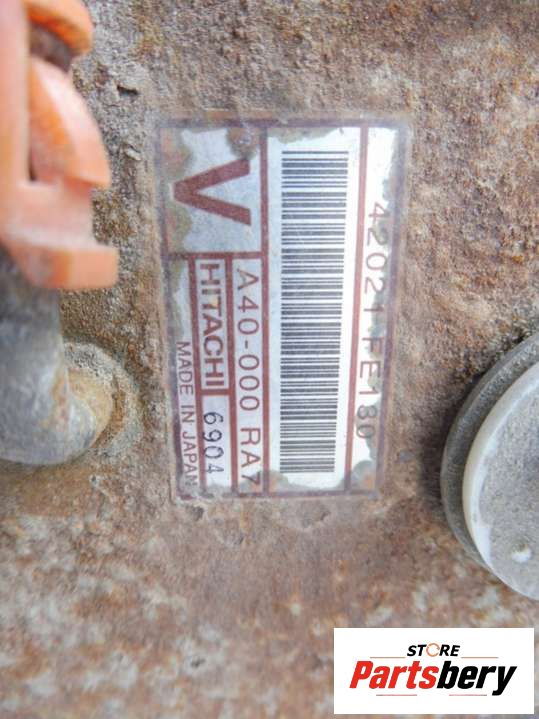 42021FE130
V
A40-000 RA7
HITACHI 6904
MADE IN JAPAN
STORE
Partsbery